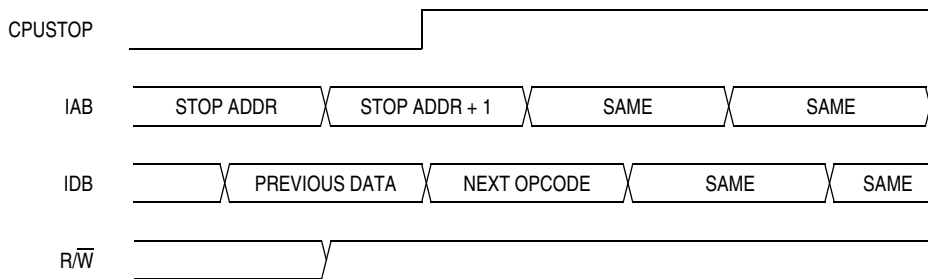 CPUSTOP
IAB STOP ADDR STOP ADDR + 1 SAME SAME
IDB PREVIOUS DATA NEXT OPCODE SAME SAME
R/W̅